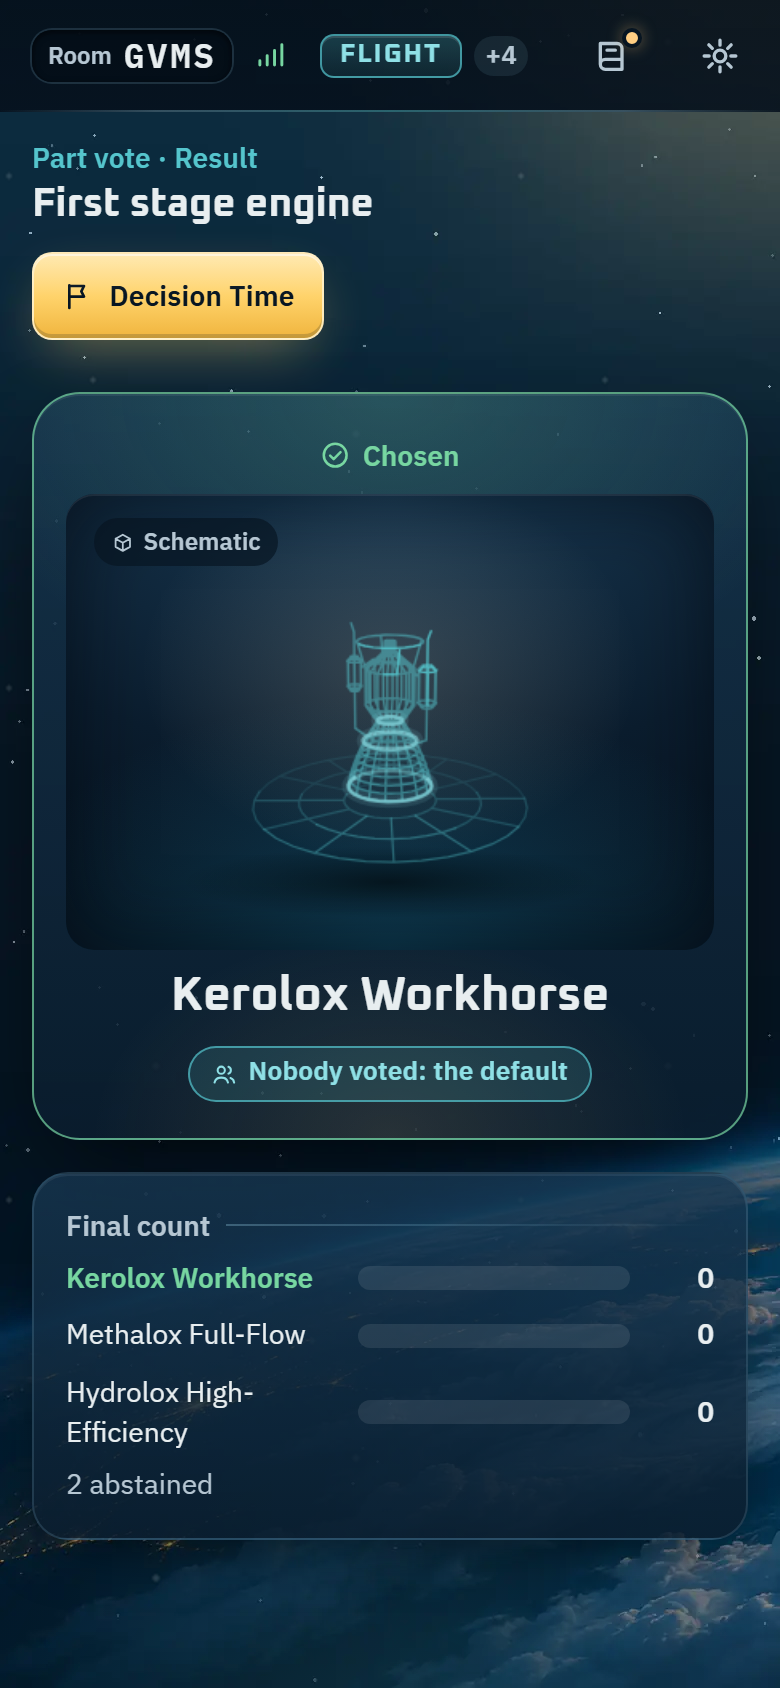 Room GVMS FLIGHT +4
Part vote · Result
First stage engine
Decision Time
Chosen
Schematic
Kerolox Workhorse
Nobody voted: the default
Final count
Kerolox Workhorse 0
Methalox Full-Flow 0
Hydrolox High-
Efficiency 0
2 abstained